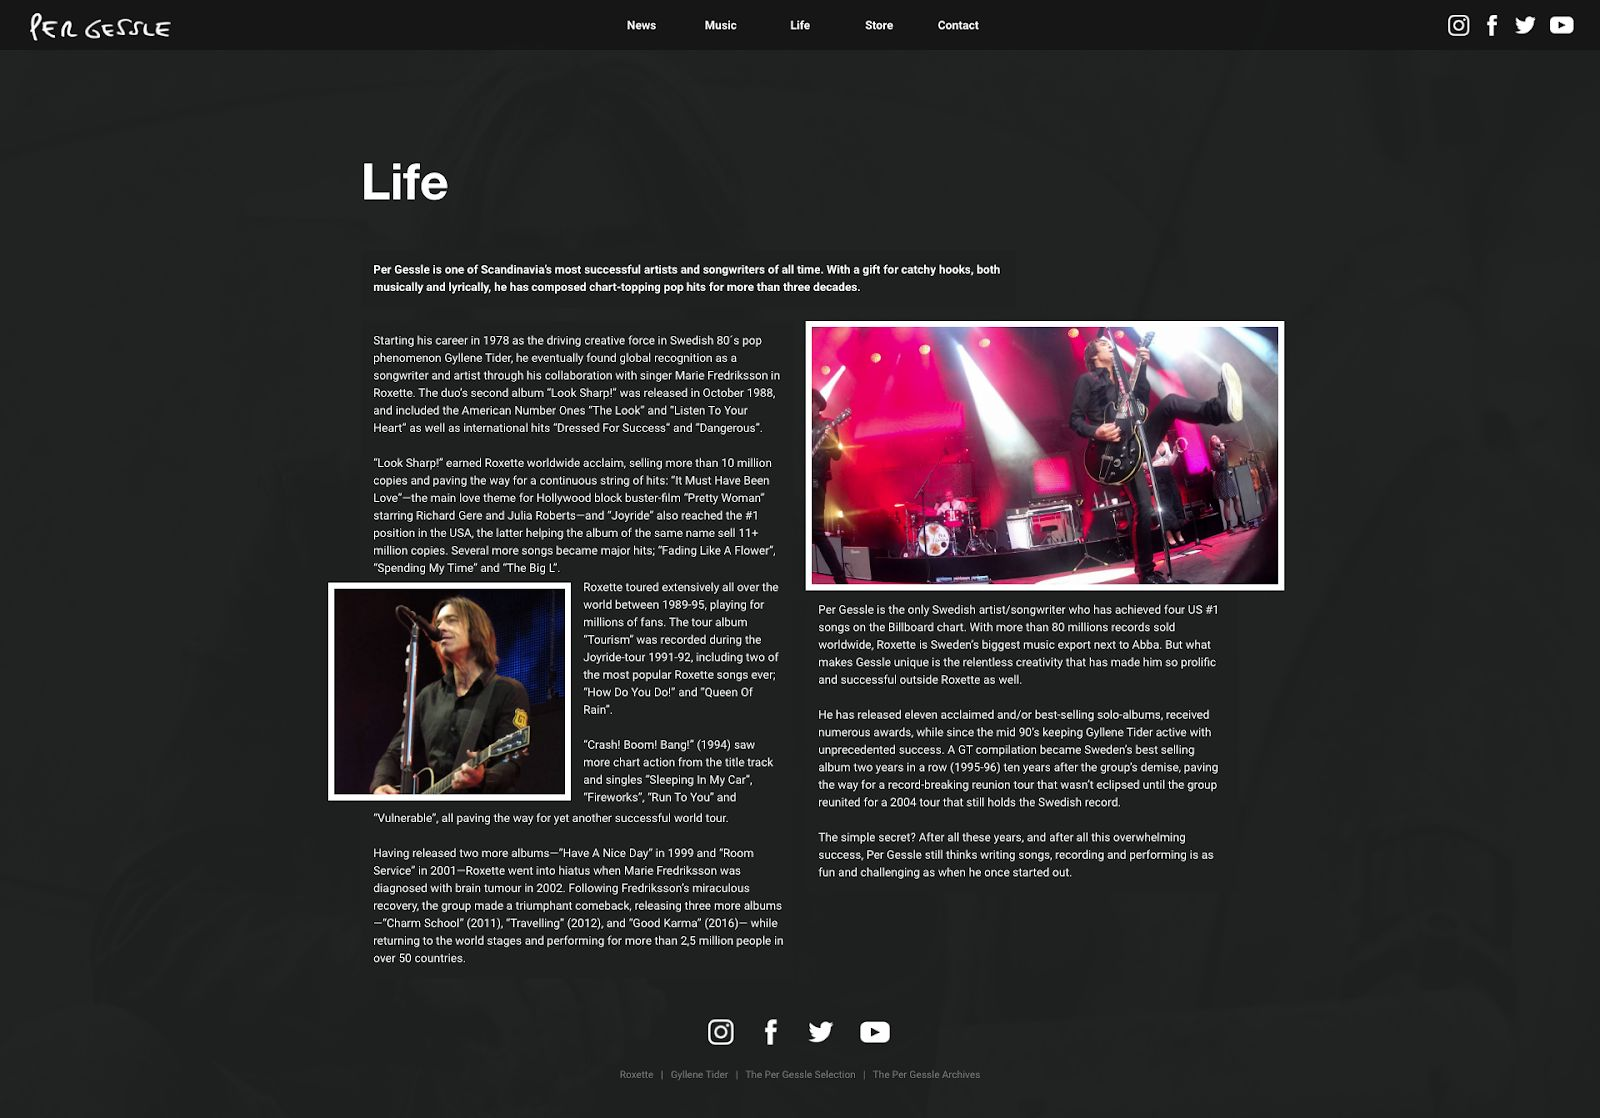 PER GESSLE
News
Music
Life
Store
Contact
Life
Per Gessle is one of Scandinavia's most successful artists and songwriters of all time. With a gift for catchy hooks, both
musically and lyrically, he has composed chart-topping pop hits for more than three decades.
Starting his career in 1978 as the driving creative force in Swedish 80´s pop
phenomenon Gyllene Tider, he eventually found global recognition as a
songwriter and artist through his collaboration with singer Marie Fredriksson in
Roxette. The duo's second album “Look Sharp!” was released in October 1988,
and included the American Number Ones “The Look” and “Listen To Your
Heart” as well as international hits “Dressed For Success” and “Dangerous”.
“Look Sharp!” earned Roxette worldwide acclaim, selling more than 10 million
copies and paving the way for a continuous string of hits: “It Must Have Been
Love”—the main love theme for Hollywood block buster-film “Pretty Woman”
starring Richard Gere and Julia Roberts—and “Joyride” also reached the #1
position in the USA, the latter helping the album of the same name sell 11+
million copies. Several more songs became major hits; “Fading Like A Flower”,
“Spending My Time” and “The Big L”.
Roxette toured extensively all over the
world between 1989-95, playing for
millions of fans. The tour album
“Tourism” was recorded during the
Joyride-tour 1991-92, including two of
the most popular Roxette songs ever;
“How Do You Do!” and “Queen Of
Rain”.
“Crash! Boom! Bang!” (1994) saw
more chart action from the title track
and singles “Sleeping In My Car”,
“Fireworks”, “Run To You” and
“Vulnerable”, all paving the way for yet another successful world tour.
Having released two more albums—“Have A Nice Day” in 1999 and “Room
Service” in 2001—Roxette went into hiatus when Marie Fredriksson was
diagnosed with brain tumour in 2002. Following Fredriksson's miraculous
recovery, the group made a triumphant comeback, releasing three more albums
—“Charm School” (2011), “Travelling” (2012), and “Good Karma” (2016)— while
returning to the world stages and performing for more than 2,5 million people in
over 50 countries.
GT
Per Gessle is the only Swedish artist/songwriter who has achieved four US #1
songs on the Billboard chart. With more than 80 millions records sold
worldwide, Roxette is Sweden's biggest music export next to Abba. But what
makes Gessle unique is the relentless creativity that has made him so prolific
and successful outside Roxette as well.
He has released eleven acclaimed and/or best-selling solo-albums, received
numerous awards, while since the mid 90's keeping Gyllene Tider active with
unprecedented success. A GT compilation became Sweden's best selling
album two years in a row (1995-96) ten years after the group's demise, paving
the way for a record-breaking reunion tour that wasn't eclipsed until the group
reunited for a 2004 tour that still holds the Swedish record.
The simple secret? After all these years, and after all this overwhelming
success, Per Gessle still thinks writing songs, recording and performing is as
fun and challenging as when he once started out.
Roxette | Gyllene Tider | The Per Gessle Selection | The Per Gessle Archives